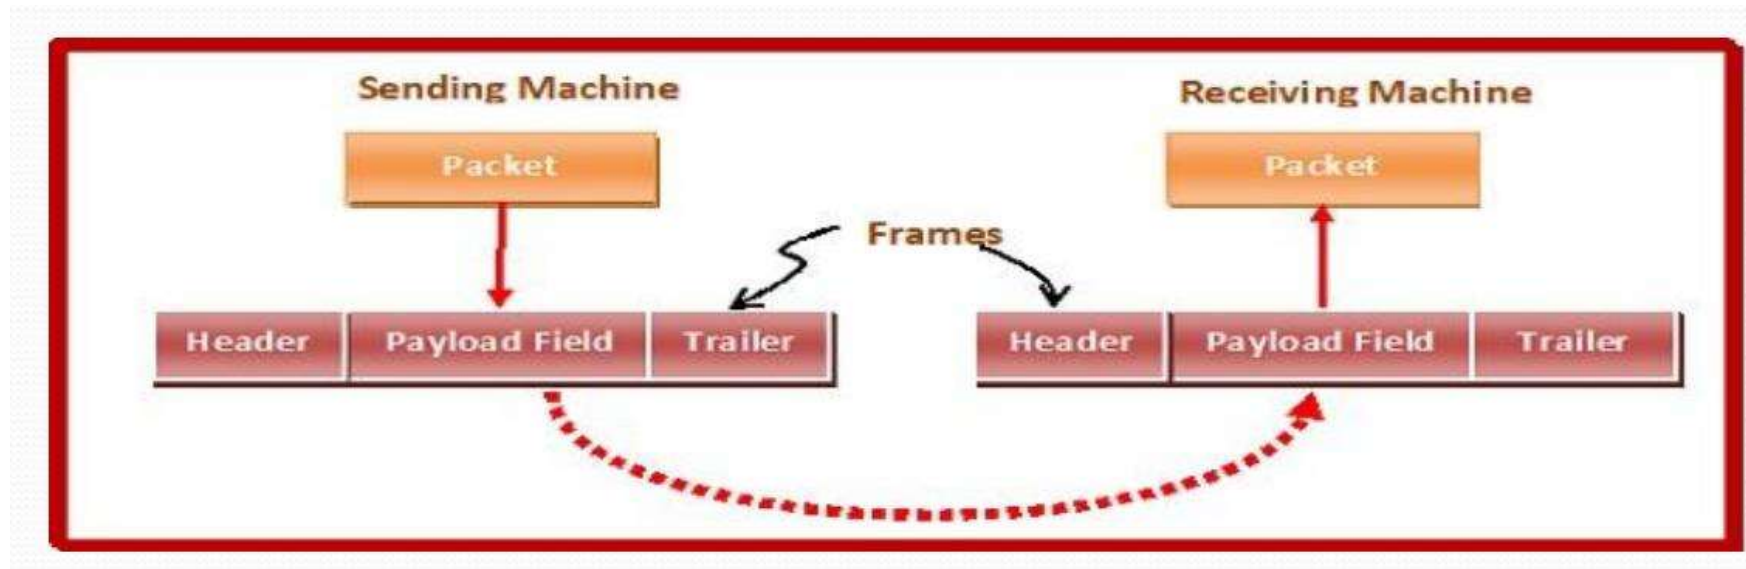 Sending Machine
Receiving Machine
Packet
Packet
Frames
Header Payload Field Trailer
Header Payload Field Trailer